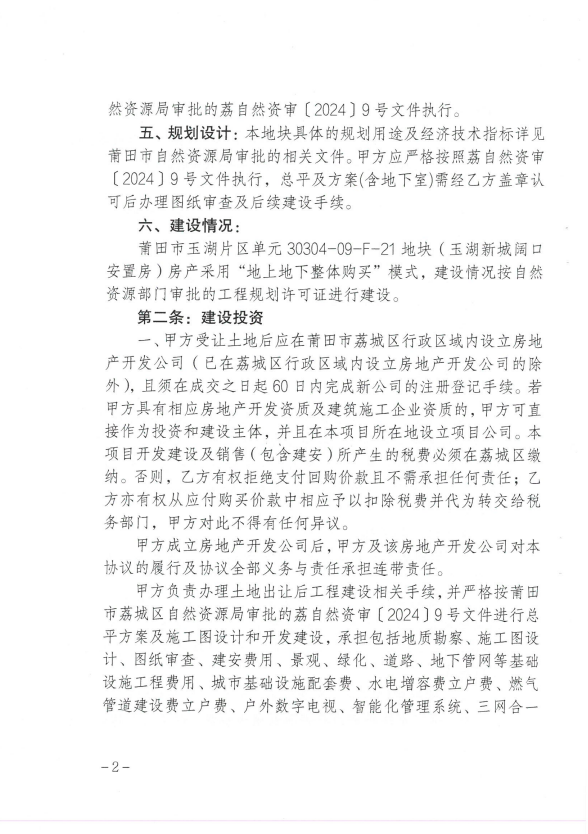 然资源局审批的荔自然资审〔2024〕9号文件执行。
五、规划设计：本地块具体的规划用途及经济技术指标详见
莆田市自然资源局审批的相关文件。甲方应严格按照荔自然资审
〔2024〕9号文件执行，总平及方案(含地下室)需经乙方盖章认
可后办理图纸审查及后续建设手续。
六、建设情况：
莆田市玉湖片区单元30304-09-F-21地块（玉湖新城阔口
安置房）房产采用“地上地下整体购买”模式，建设情况按自然
资源部门审批的工程规划许可证进行建设。
第二条：建设投资
一、甲方受让土地后应在莆田市荔城区行政区域内设立房地
产开发公司（已在荔城区行政区域内设立房地产开发公司的除
外），且须在成交之日起60日内完成新公司的注册登记手续。若
甲方具有相应房地产开发资质及建筑施工企业资质的，甲方可直
接作为投资和建设主体，并且在本项目所在地设立项目公司。本
项目开发建设及销售（包含建安）所产生的税费必须在荔城区缴
纳。否则，乙方有权拒绝支付回购价款且不需承担任何责任；乙
方亦有权从应付购买价款中相应予以扣除税费并代为转交给税
务部门，甲方对此不得有任何异议。
甲方成立房地产开发公司后，甲方及该房地产开发公司对本
协议的履行及协议全部义务与责任承担连带责任。
甲方负责办理土地出让后工程建设相关手续，并严格按莆田
市荔城区自然资源局审批的荔自然资审〔2024〕9号文件进行总
平方案及施工图设计和开发建设，承担包括地质勘察、施工图设
计、图纸审查、建安费用、景观、绿化、道路、地下管网等基础
设施工程费用、城市基础设施配套费、水电增容费立户费、燃气
管道建设费立户费、户外数字电视、智能化管理系统、三网合一
-2-